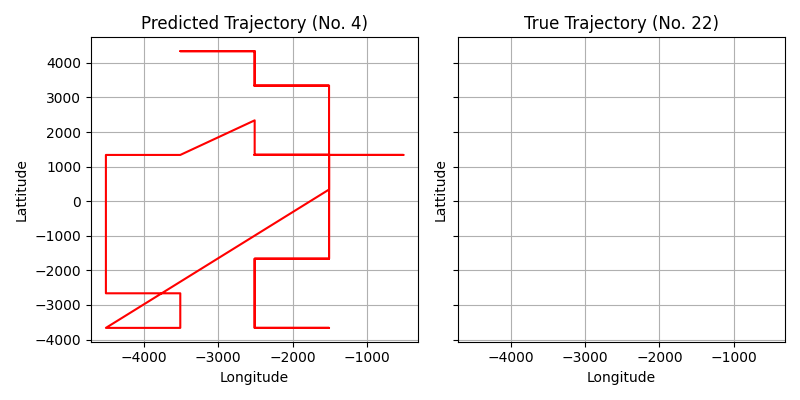 Predicted Trajectory (No. 4)
True Trajectory (No. 22)
4000
3000
2000
1000
0
−1000
−2000
−3000
−4000
Lattitude
Lattitude
−4000 −3000 −2000 −1000
−4000 −3000 −2000 −1000
Longitude
Longitude